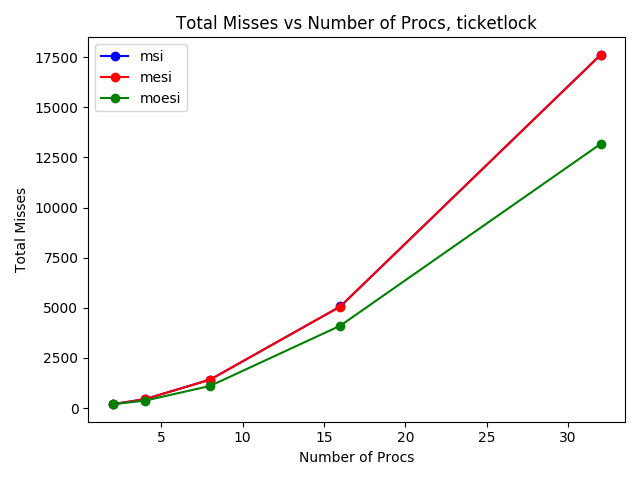 Total Misses vs Number of Procs, ticketlock
msi
mesi
moesi
Total Misses
17500
15000
12500
10000
7500
5000
2500
0
5 10 15 20 25 30
Number of Procs